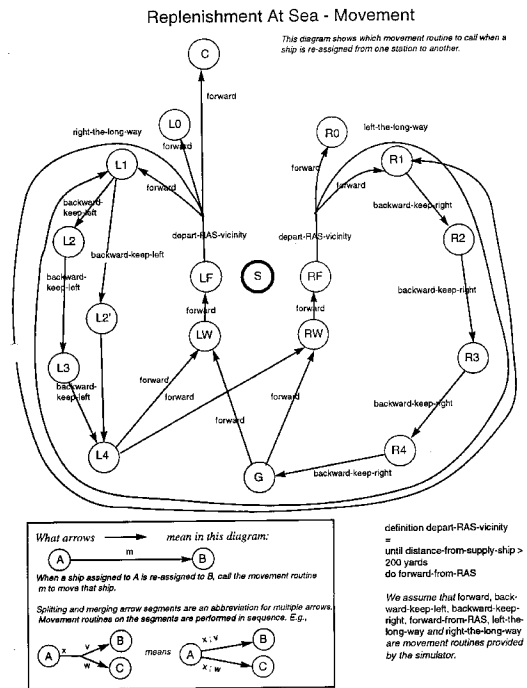 Replenishment At Sea - Movement
This diagram shows which movement routine to call when a
ship is re-assigned from one station to another.
C
forward
L0
R0
right-the-long-way
left-the-long-way
forward
L1
R1
forward
forward
forward
backward-
keep-left
backward-keep-right
L2
R2
depart-RAS-vicinity
depart-RAS-vicinity
backward-keep-left
LF
S
RF
backward-
keep-left
backward-keep-right
forward
forward
L2'
LW
RW
L3
R3
backward-
keep-left
forward
forward
forward
forward
backward-keep-right
L4
R4
G
backward-keep-right
What arrows mean in this diagram:
m
A
B
When a ship assigned to A is re-assigned to B, call the movement routine
m to move that ship.
Splitting and merging arrow segments are an abbreviation for multiple arrows.
Movement routines on the segments are performed in sequence. E.g.,
A
x
v
w
B
C
means
A
x ; v
x ; w
B
C
definition depart-RAS-vicinity
=
until distance-from-supply-ship >
200 yards
do forward-from-RAS
We assume that forward, back-
ward-keep-left, backward-keep-
right, forward-from-RAS, left-the-
long-way and right-the-long-way
are movement routines provided
by the simulator.